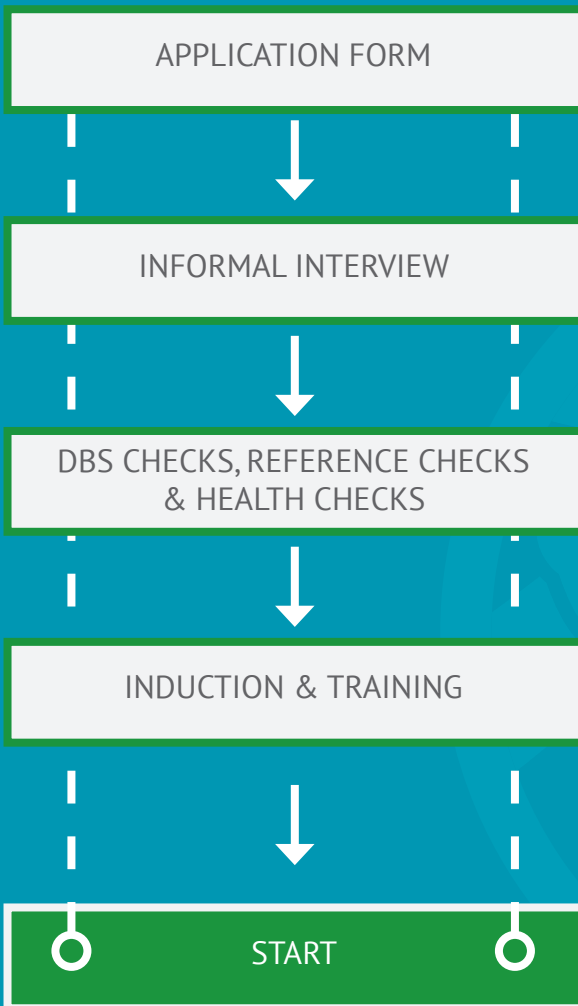 APPLICATION FORM
INFORMAL INTERVIEW
DBS CHECKS, REFERENCE CHECKS
& HEALTH CHECKS
INDUCTION & TRAINING
START